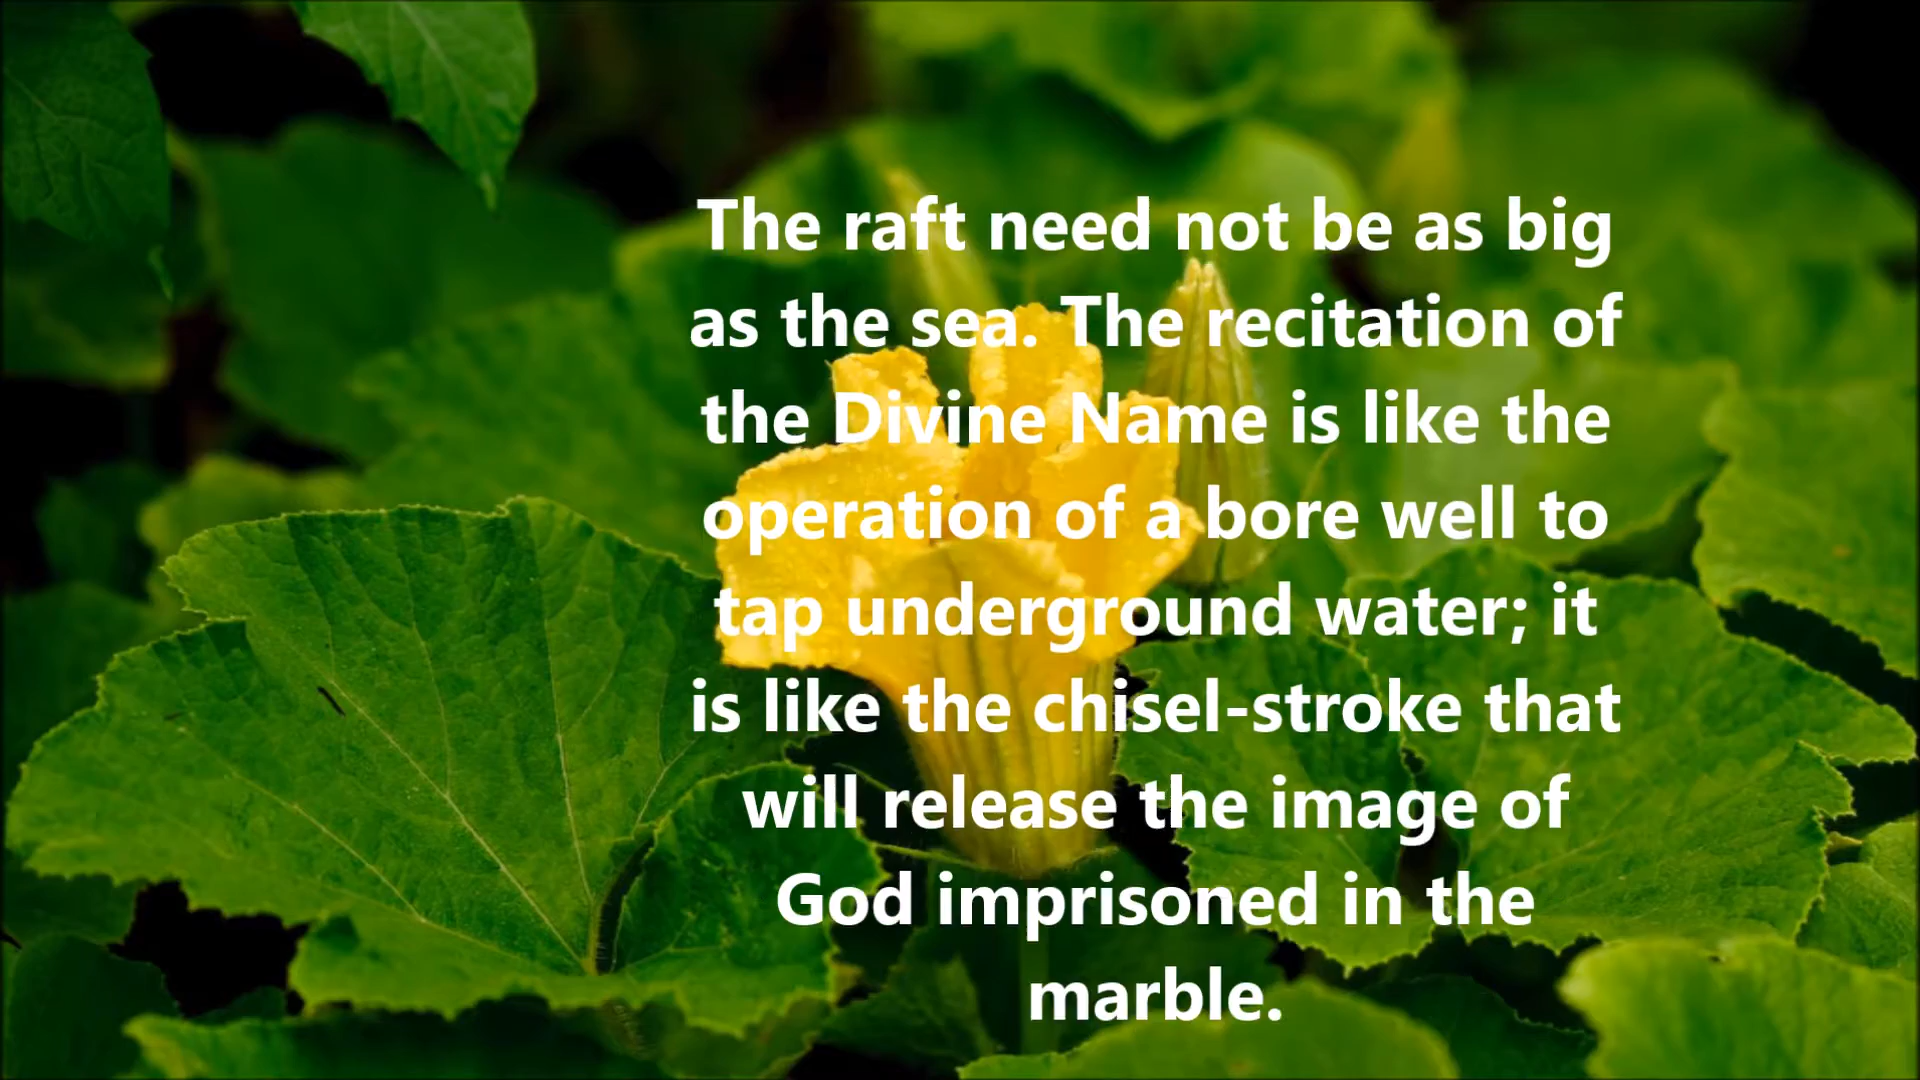 The raft need not be as big
as the sea. The recitation of
the Divine Name is like the
operation of a bore well to
tap underground water; it
is like the chisel-stroke that
will release the image of
God imprisoned in the
marble.